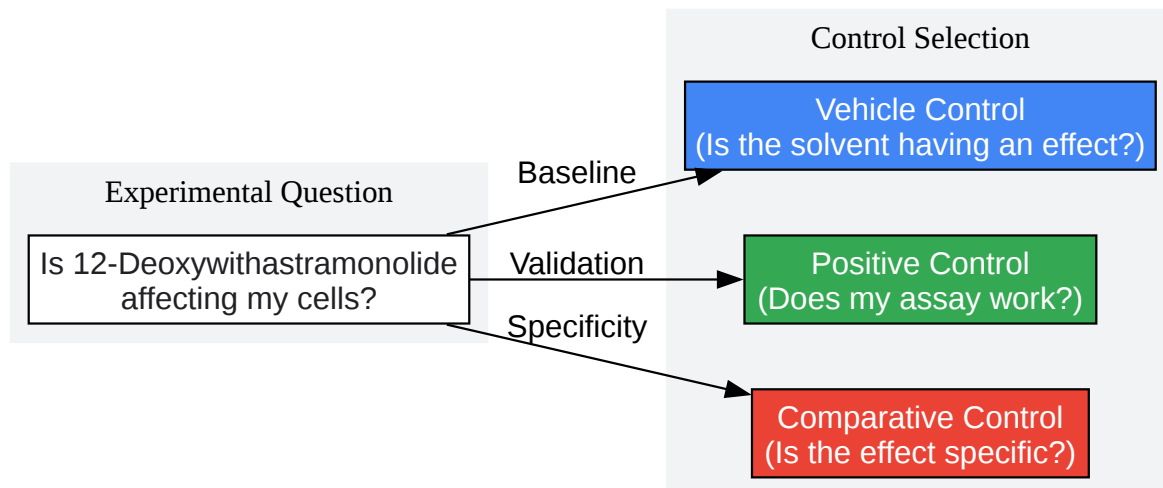 Control Selection
Vehicle Control
(Is the solvent having an effect?)
Baseline
Experimental Question
Is 12-Deoxywithastramonolide
affecting my cells?
Validation
Positive Control
(Does my assay work?)
Specificity
Comparative Control
(Is the effect specific?)